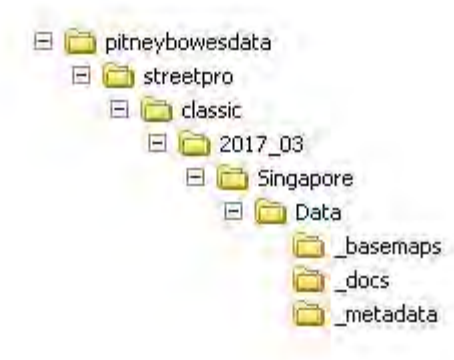 pitneybowesdata
streetpro
classic
2017_03
Singapore
Data
_basemaps
_docs
_metadata